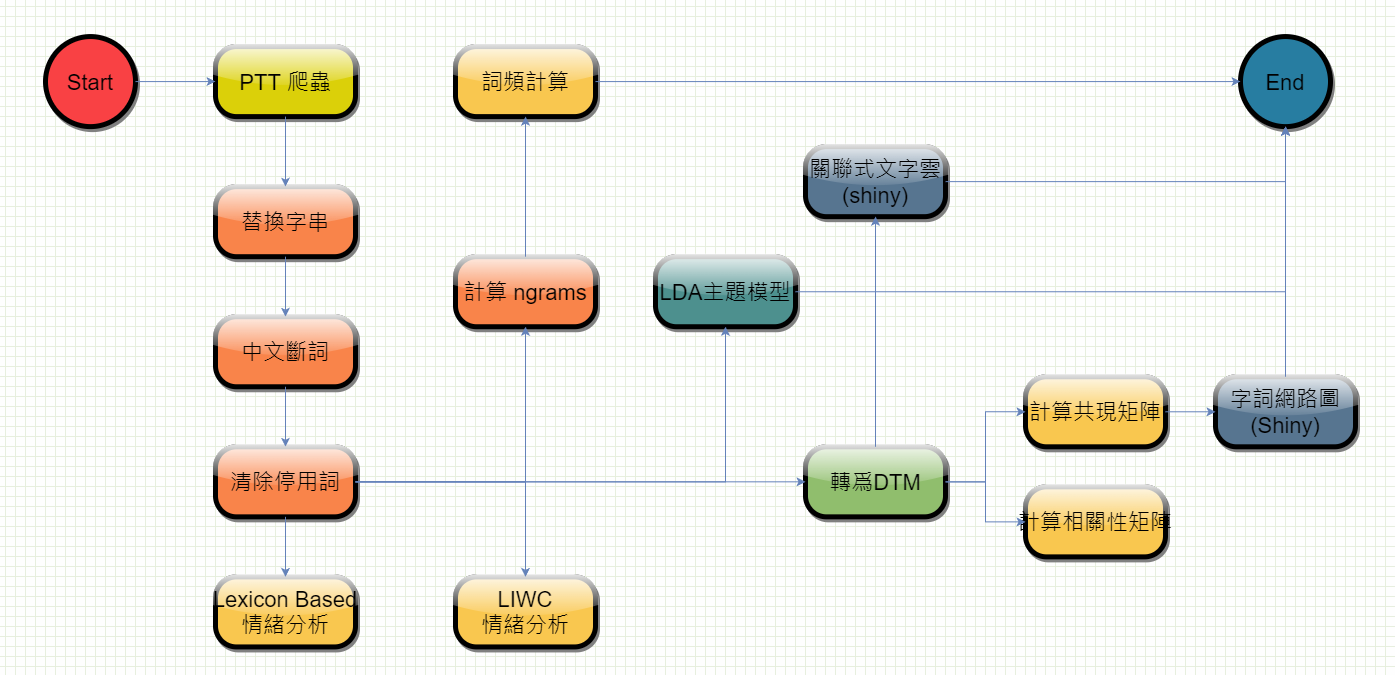 Start
PTT 爬蟲
詞頻計算
End
關聯式文字雲
(shiny)
替換字串
計算 ngrams
LDA主題模型
中文斷詞
計算共現矩陣
字詞網路圖
(Shiny)
清除停用詞
轉爲DTM
計算相關性矩陣
Lexicon Based
情緒分析
LIWC
情緒分析